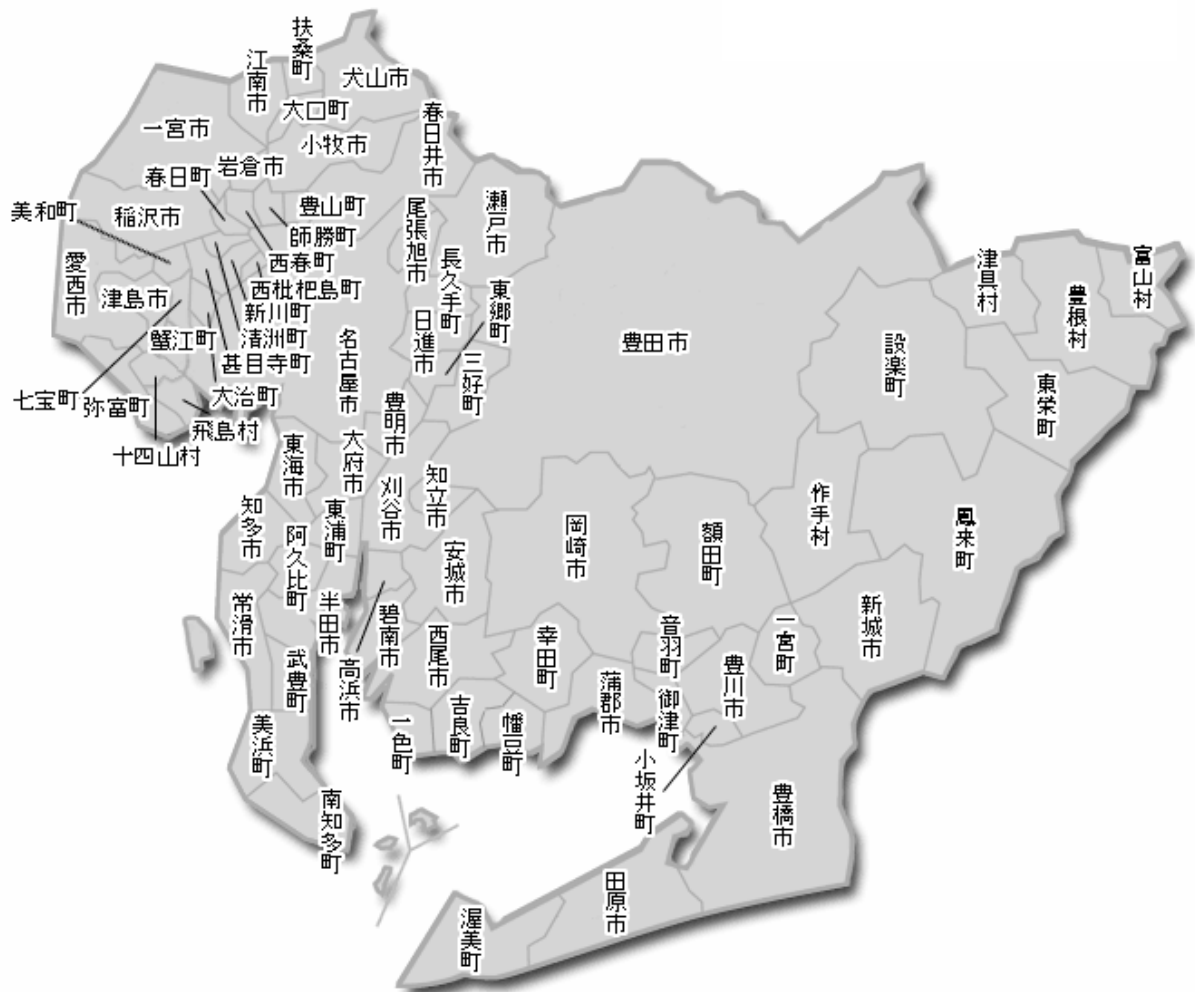 扶桑町
江南市
犬山市
大口町
春日井市
一宮市
小牧市
岩倉市
春日町
瀬戸市
美和町
稲沢市
豊山町
尾張旭市
師勝町
長久手町
西春町
愛西市
津島市
西枇杷島町
東郷町
新川町
日進市
蟹江町
清洲町
名古屋市
甚目寺町
三好町
豊田市
設楽町
津具村
豊根村
富山村
東栄町
七宝町
弥富町
大治町
豊明市
飛島村
十四山村
東海市
大府市
刈谷市
知立市
知多市
東浦町
阿久比町
安城市
岡崎市
額田町
作手村
鳳来町
常滑市
半田市
碧南市
西尾市
幸田町
音羽町
一宮町
新城市
武豊町
高浜市
豊川市
蒲郡市
御津町
美浜町
一色町
吉良町
幡豆町
小坂井町
豊橋市
南知多町
田原市
渥美町